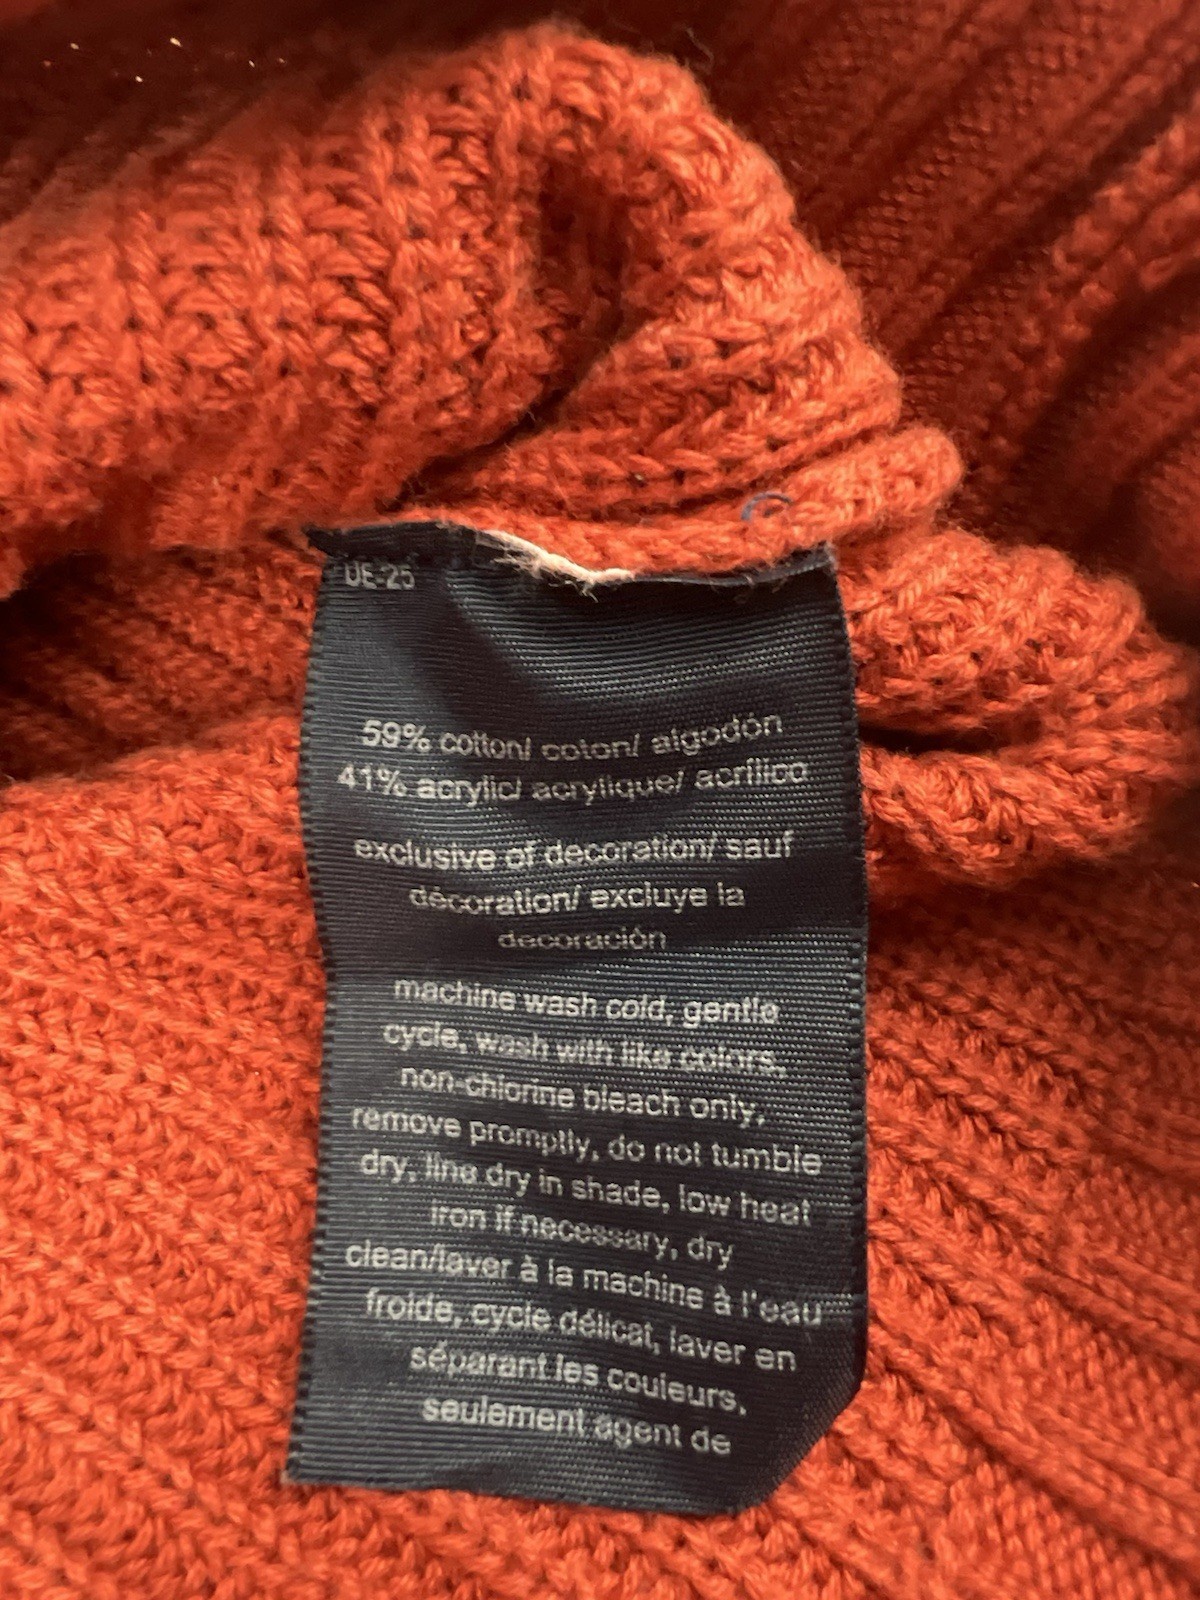 DE-25
59% cotton/ coton/ algodón
41% acrylic/ acrylique/ acrílico
exclusive of decoration/ sauf
décoration/ excluye la
decoración
machine wash cold, gentle
cycle, wash with like colors,
non-chlorine bleach only,
remove promptly, do not tumble
dry, line dry in shade, low heat
iron if necessary, dry
clean/laver à la machine à l'eau
froide, cycle délicat, laver en
séparant les couleurs,
seulement agent de